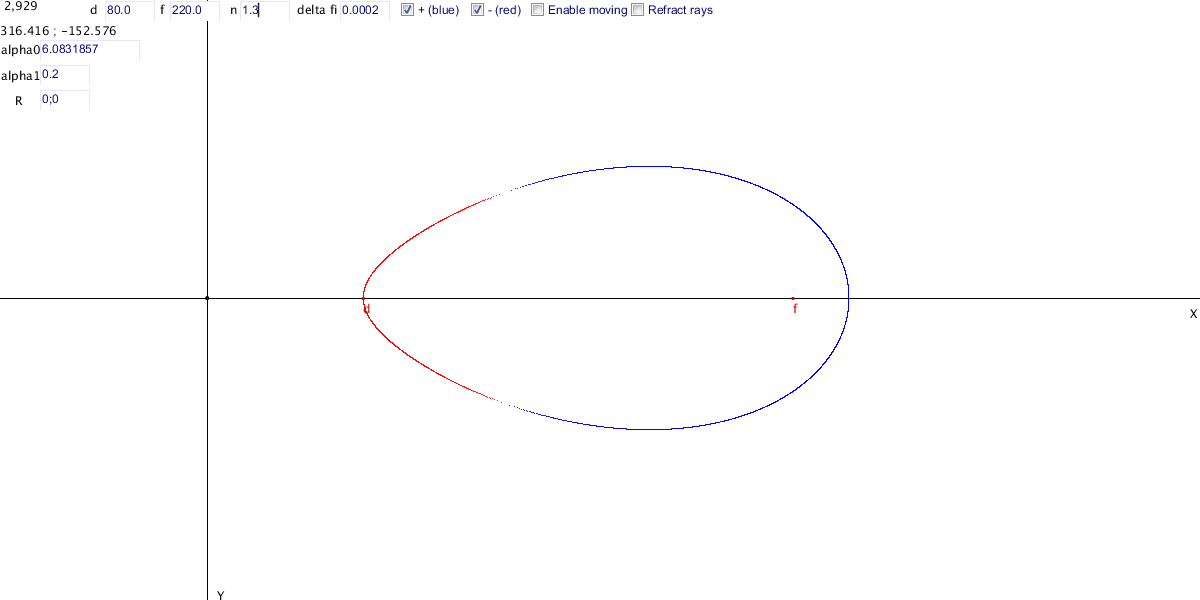 2,929 d 80.0 f 220.0 n 1.3 delta fi 0.0002 + (blue) - (red) Enable moving Refract rays
316.416 ; -152.576
alpha0 6.0831857
alpha1 0.2
R 0;0
d f
X
Y